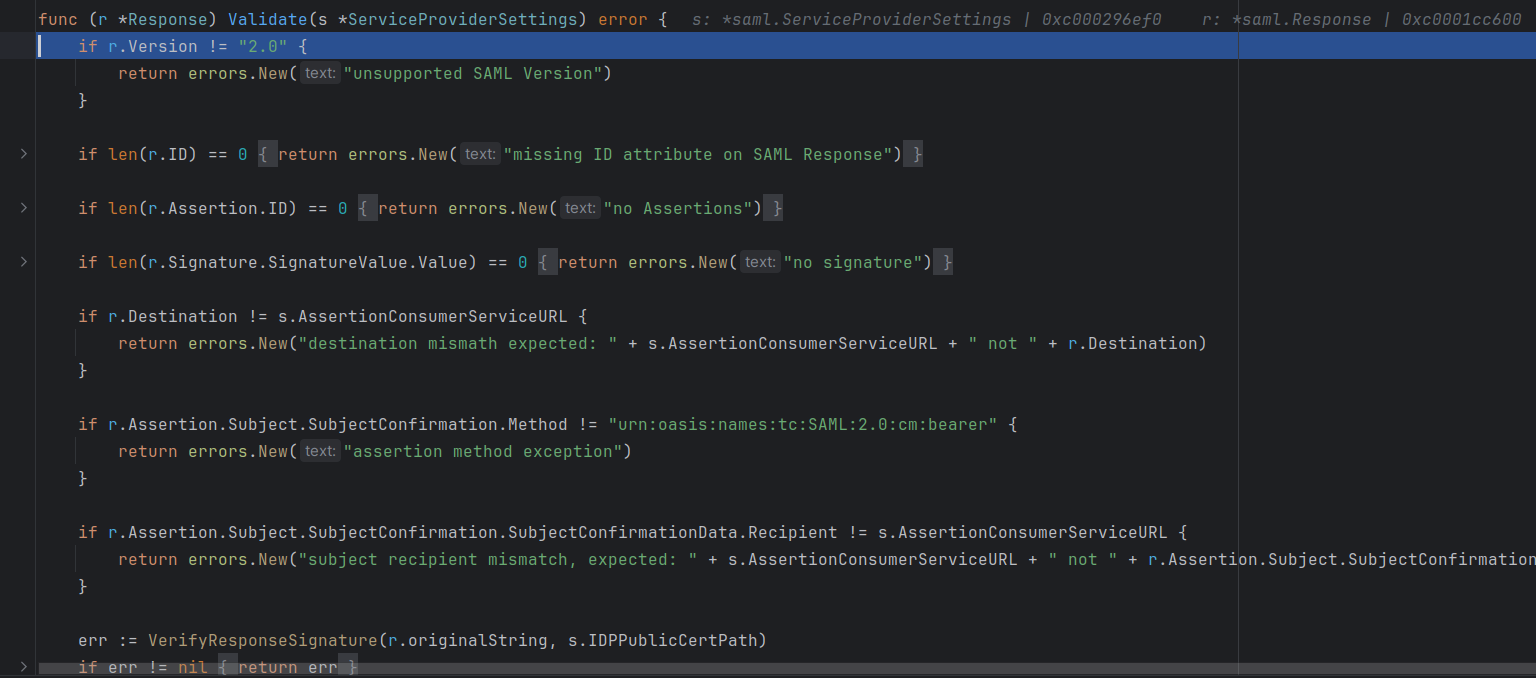 func (r *Response) Validate(s *ServiceProviderSettings) error {   s: *saml.ServiceProviderSettings | 0xc000296ef0    r: *saml.Response | 0xc0001cc600
    if r.Version != "2.0" {
        return errors.New( text: "unsupported SAML Version")
    }
    if len(r.ID) == 0 { return errors.New( text: "missing ID attribute on SAML Response") }
    if len(r.Assertion.ID) == 0 { return errors.New( text: "no Assertions") }
    if len(r.Signature.SignatureValue.Value) == 0 { return errors.New( text: "no signature") }
    if r.Destination != s.AssertionConsumerServiceURL {
        return errors.New("destination mismath expected: " + s.AssertionConsumerServiceURL + " not " + r.Destination)
    }
    if r.Assertion.Subject.SubjectConfirmation.Method != "urn:oasis:names:tc:SAML:2.0:cm:bearer" {
        return errors.New( text: "assertion method exception")
    }
    if r.Assertion.Subject.SubjectConfirmation.SubjectConfirmationData.Recipient != s.AssertionConsumerServiceURL {
        return errors.New("subject recipient mismatch, expected: " + s.AssertionConsumerServiceURL + " not " + r.Assertion.Subject.SubjectConfirmation
    }
    err := VerifyResponseSignature(r.originalString, s.IDPPublicCertPath)
    if err != nil { return err }